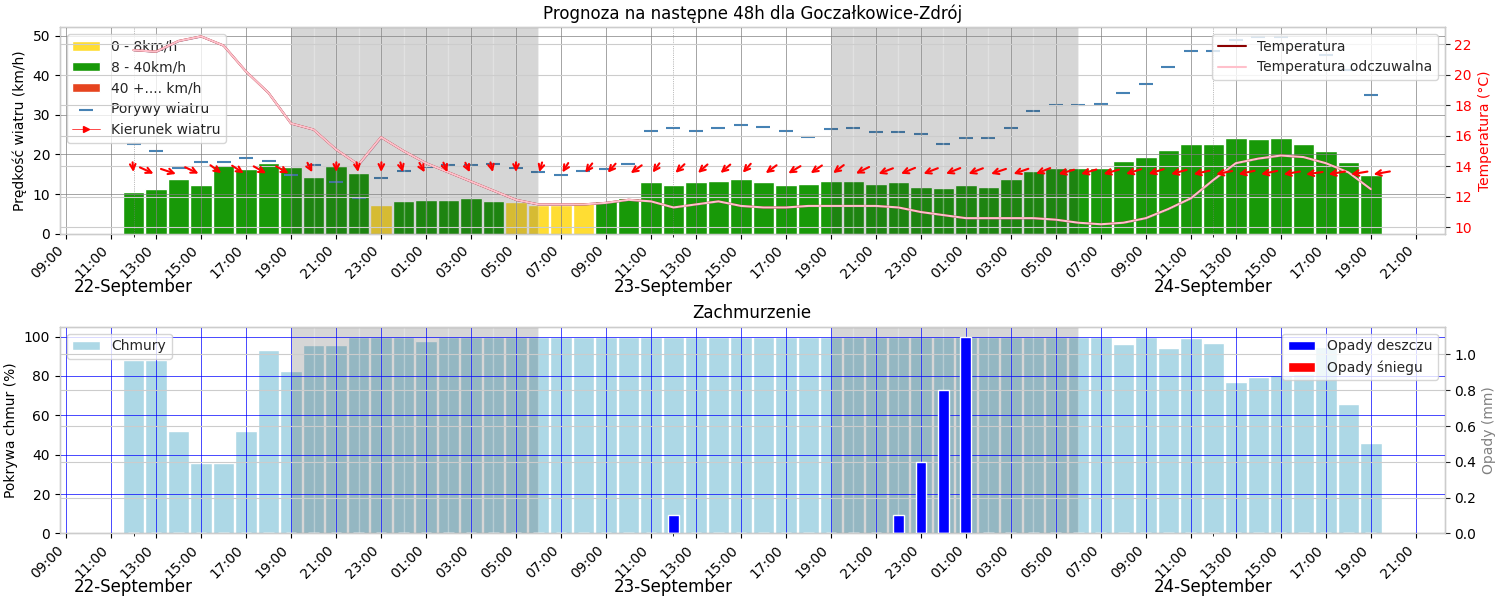 Prognoza na następne 48h dla Goczałkowice-Zdrój
Prędkość wiatru (km/h)
50
40
30
20
10
0
0 - 8km/h
8 - 40km/h
40 +.... km/h
Porywy wiatru
Kierunek wiatru
Temperatura
Temperatura odczuwalna
22
20
18
16
14
12
10
Temperatura (°C)
09:00 11:00 13:00 15:00 17:00 19:00 21:00 23:00 01:00 03:00 05:00 07:00 09:00 11:00 13:00 15:00 17:00 19:00 21:00 23:00 01:00 03:00 05:00 07:00 09:00 11:00 13:00 15:00 17:00 19:00 21:00
22-September 23-September 24-September
Zachmurzenie
Pokrywa chmur (%)
100
80
60
40
20
0
Chmury
Opady deszczu
Opady śniegu
1.0
0.8
0.6
0.4
0.2
0.0
Opady (mm)
09:00 11:00 13:00 15:00 17:00 19:00 21:00 23:00 01:00 03:00 05:00 07:00 09:00 11:00 13:00 15:00 17:00 19:00 21:00 23:00 01:00 03:00 05:00 07:00 09:00 11:00 13:00 15:00 17:00 19:00 21:00
22-September 23-September 24-September